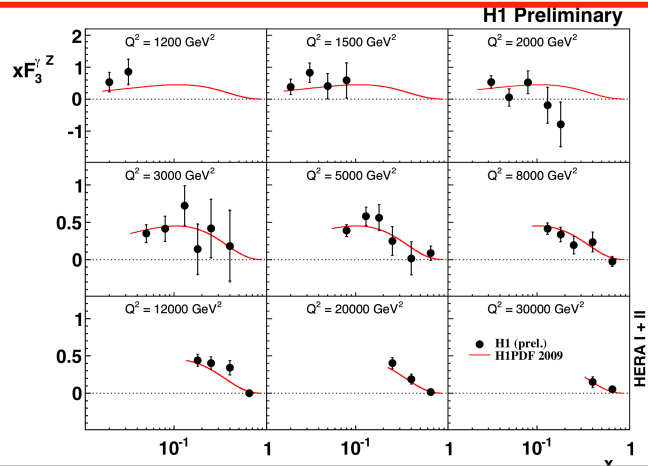 H1 Preliminary
xF₃^γZ
2
1
0
-1
Q² = 1200 GeV²
Q² = 1500 GeV²
Q² = 2000 GeV²
1
0.5
0
Q² = 3000 GeV²
Q² = 5000 GeV²
Q² = 8000 GeV²
1
0.5
0
Q² = 12000 GeV²
Q² = 20000 GeV²
Q² = 30000 GeV²
H1 (prel.)
H1PDF 2009
HERA I + II
10⁻¹ 1 10⁻¹ 1 10⁻¹ 1
x